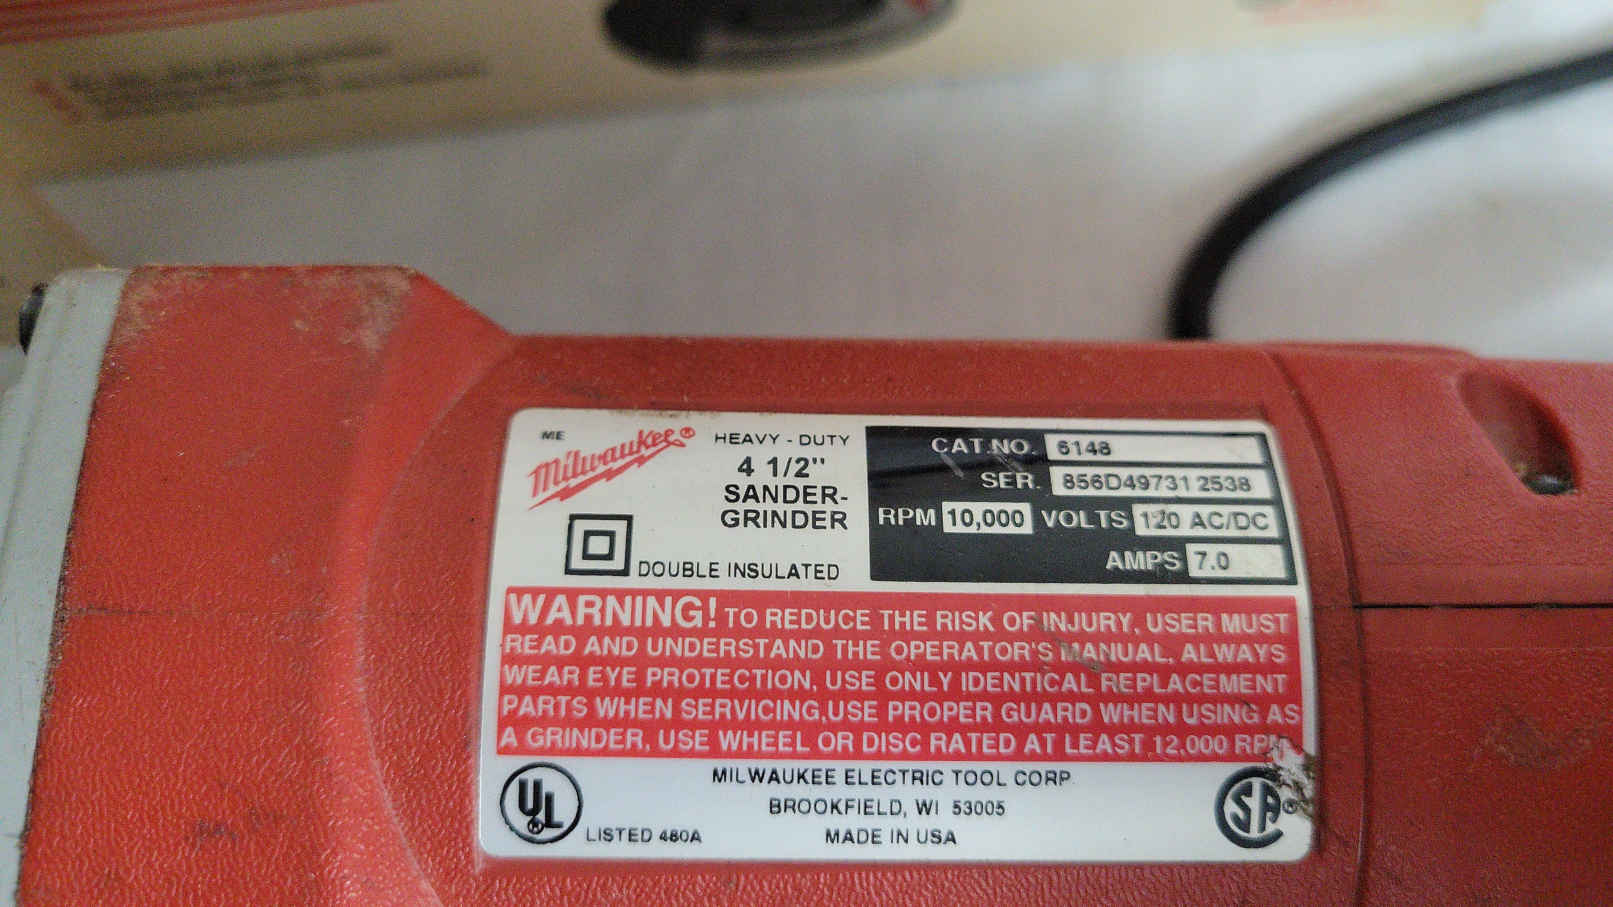 ME
Milwaukee®
HEAVY - DUTY
4 1/2"
SANDER-
GRINDER
DOUBLE INSULATED
CAT.NO. 6148
SER. 856D49731 2538
RPM 10,000 VOLTS 120 AC/DC
AMPS 7.0
WARNING! TO REDUCE THE RISK OF INJURY, USER MUST
READ AND UNDERSTAND THE OPERATOR'S MANUAL, ALWAYS
WEAR EYE PROTECTION, USE ONLY IDENTICAL REPLACEMENT
PARTS WHEN SERVICING,USE PROPER GUARD WHEN USING AS
A GRINDER, USE WHEEL OR DISC RATED AT LEAST 12,000 RPM
UL®
LISTED 480A
MILWAUKEE ELECTRIC TOOL CORP.
BROOKFIELD, WI 53005
MADE IN USA
SA®